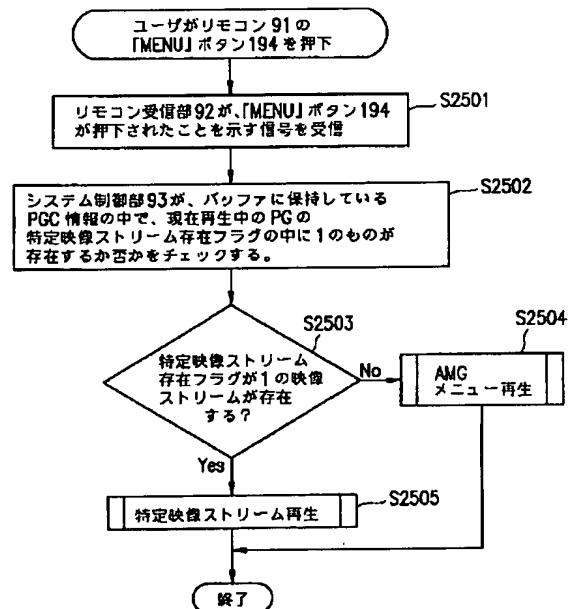 ユーザがリモコン91の
「MENU」ボタン194を押下
リモコン受信部92が、「MENU」ボタン194
が押下されたことを示す信号を受信
S2501
システム制御部93が、バッファに保持している
PGC情報の中で、現在再生中のPGの
特定映像ストリーム存在フラグの中に1のものが
存在するか否かをチェックする。
S2502
S2503
特定映像ストリーム
存在フラグが1の映像
ストリームが存在
する?
No
S2504
AMG
メニュー再生
Yes
特定映像ストリーム再生
S2505
終了